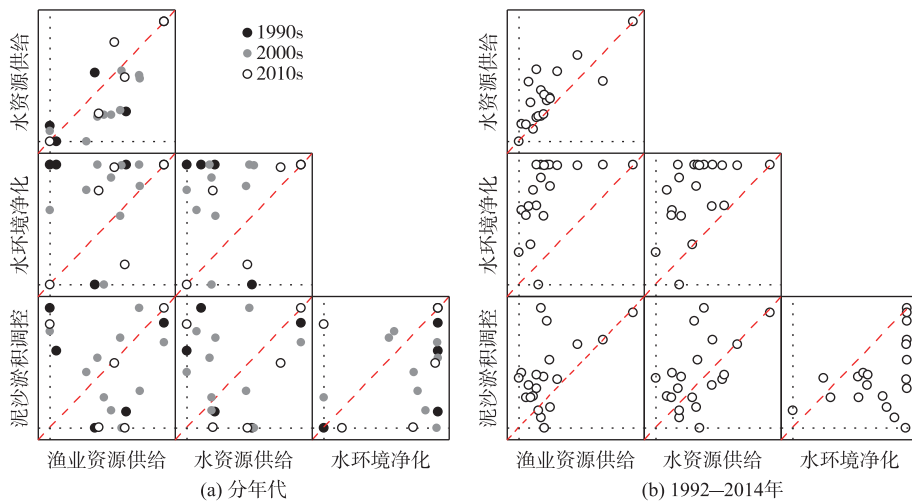 水资源供给
水环境净化
泥沙淤积调控
1990s
2000s
2010s
渔业资源供给
水资源供给
水环境净化
(a) 分年代
水资源供给
水环境净化
泥沙淤积调控
渔业资源供给
水资源供给
水环境净化
(b) 1992—2014年